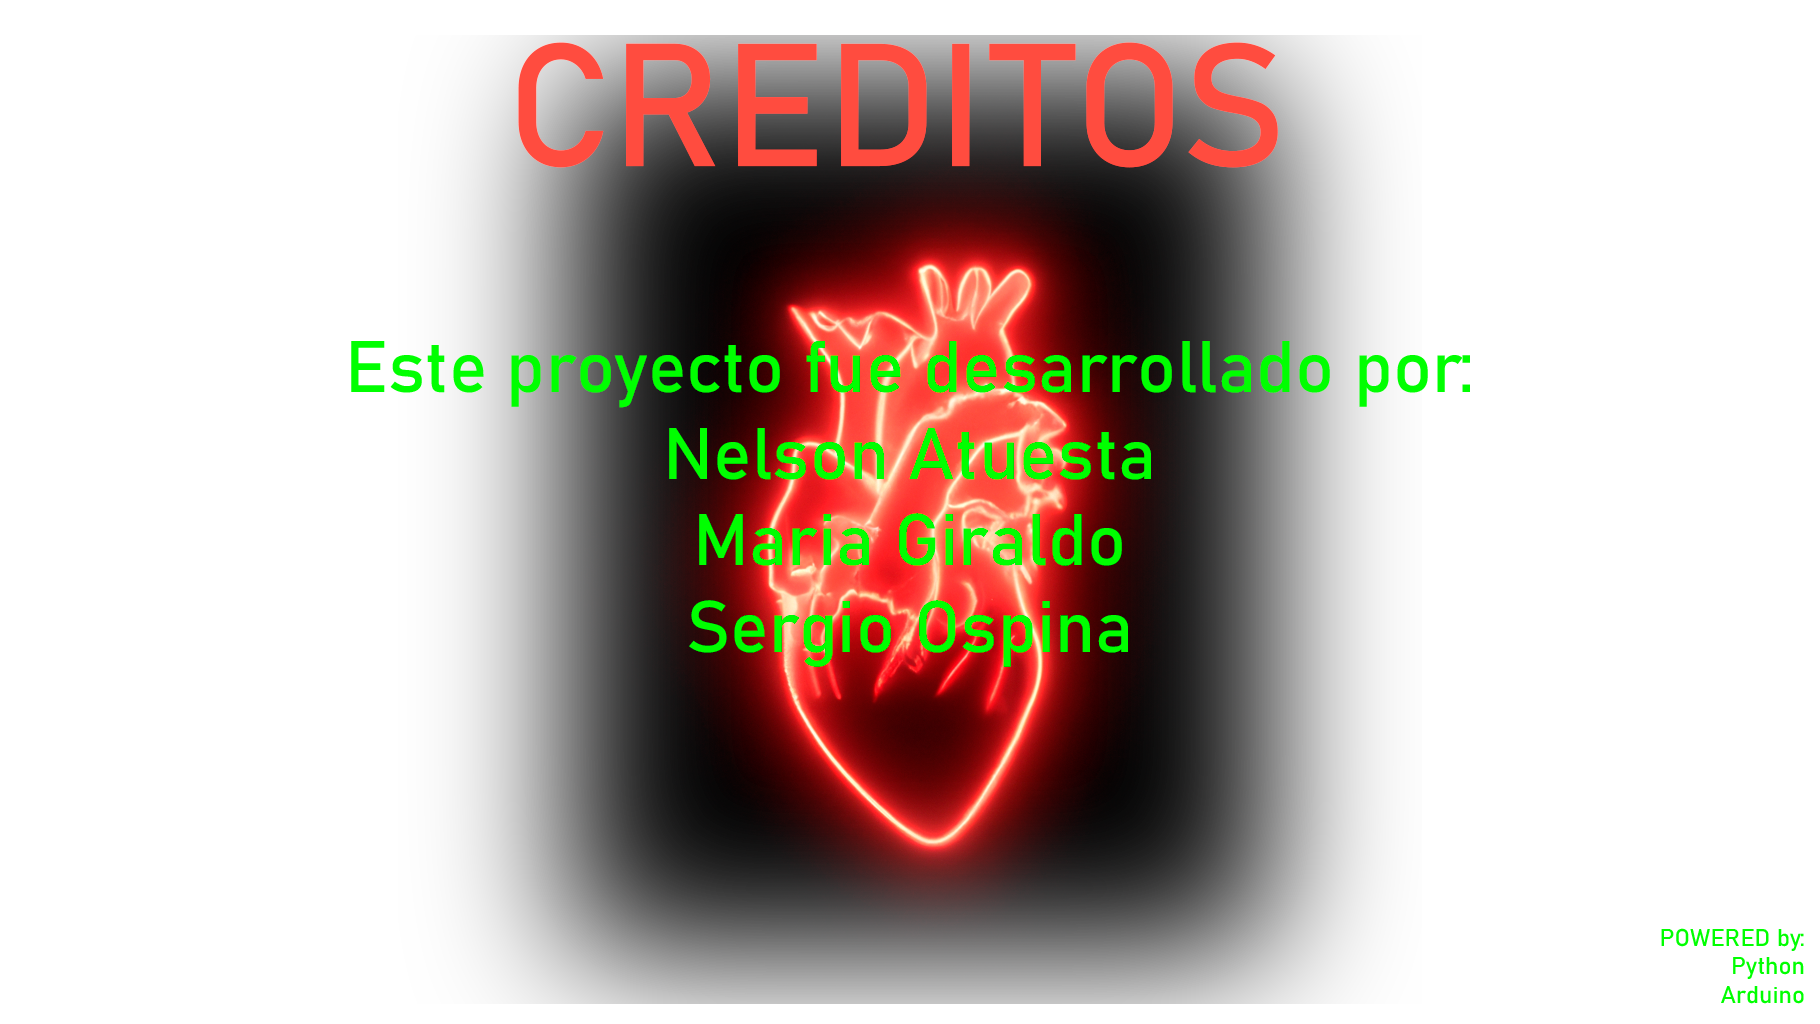 CREDITOS
Este proyecto fue desarrollado por:
Nelson Atuesta
Maria Giraldo
Sergio Ospina
POWERED by:
Python
Arduino